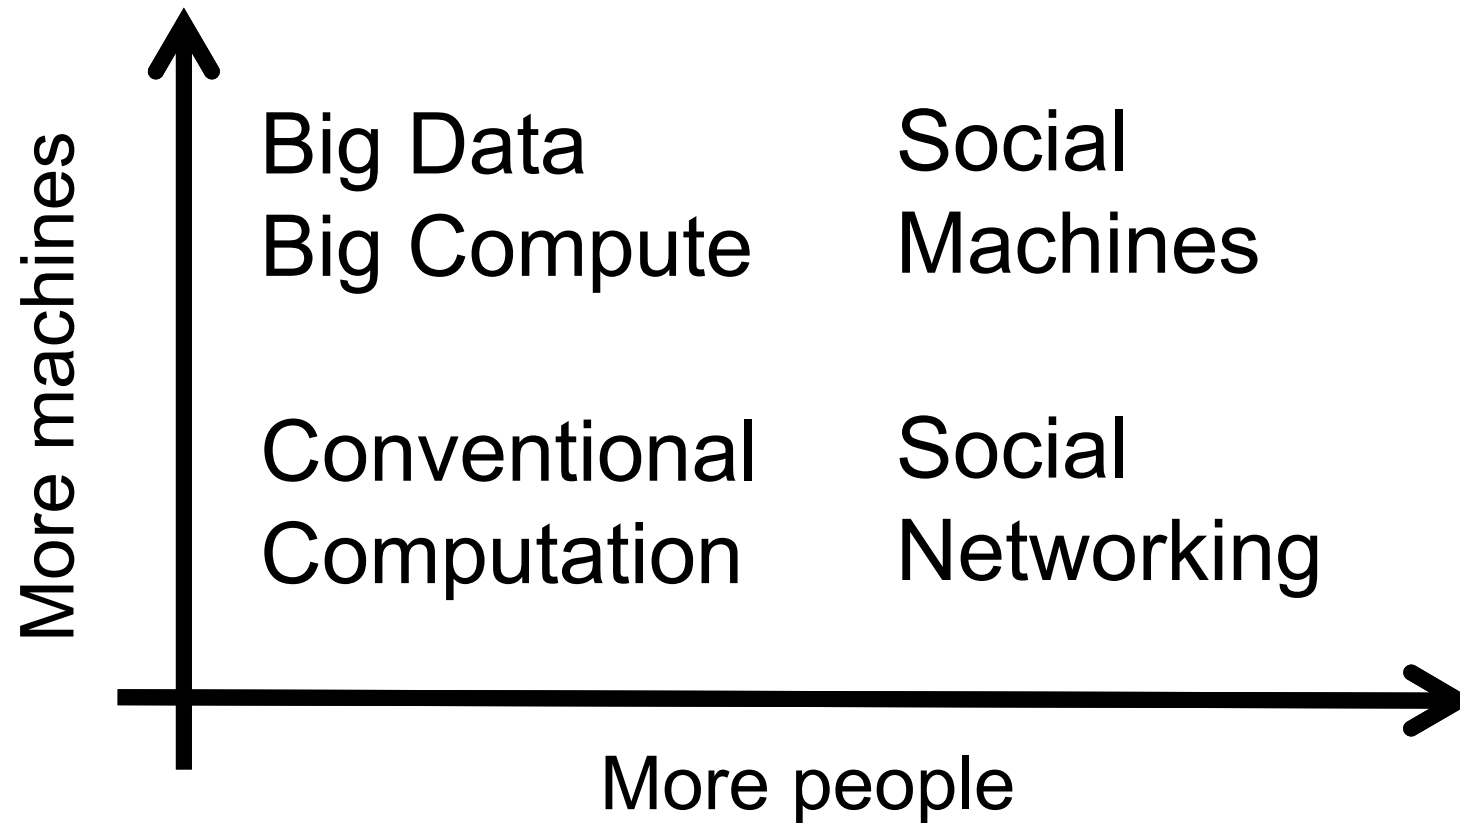 More machines
Big Data
Big Compute
Social
Machines
Conventional
Computation
Social
Networking
More people